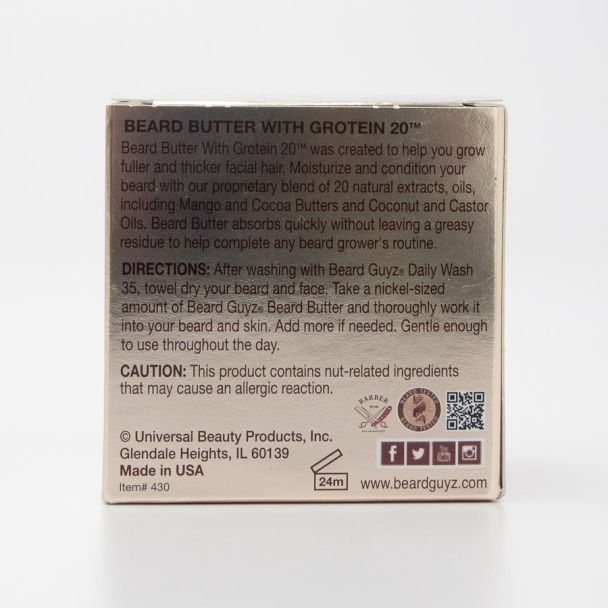 BEARD BUTTER WITH GROTEIN 20™
Beard Butter With Grotein 20™ was created to help you grow
fuller and thicker facial hair. Moisturize and condition your
beard with our proprietary blend of 20 natural extracts, oils,
including Mango and Cocoa Butters and Coconut and Castor
Oils. Beard Butter absorbs quickly without leaving a greasy
residue to help complete any beard grower's routine.
DIRECTIONS: After washing with Beard Guyz® Daily Wash
35, towel dry your beard and face. Take a nickel-sized
amount of Beard Guyz® Beard Butter and thoroughly work it
into your beard and skin. Add more if needed. Gentle enough
to use throughout the day.
CAUTION: This product contains nut-related ingredients
that may cause an allergic reaction.
BARBER
BEARD TESTED
© Universal Beauty Products, Inc.
Glendale Heights, IL 60139
Made in USA
Item# 430
24m
www.beardguyz.com